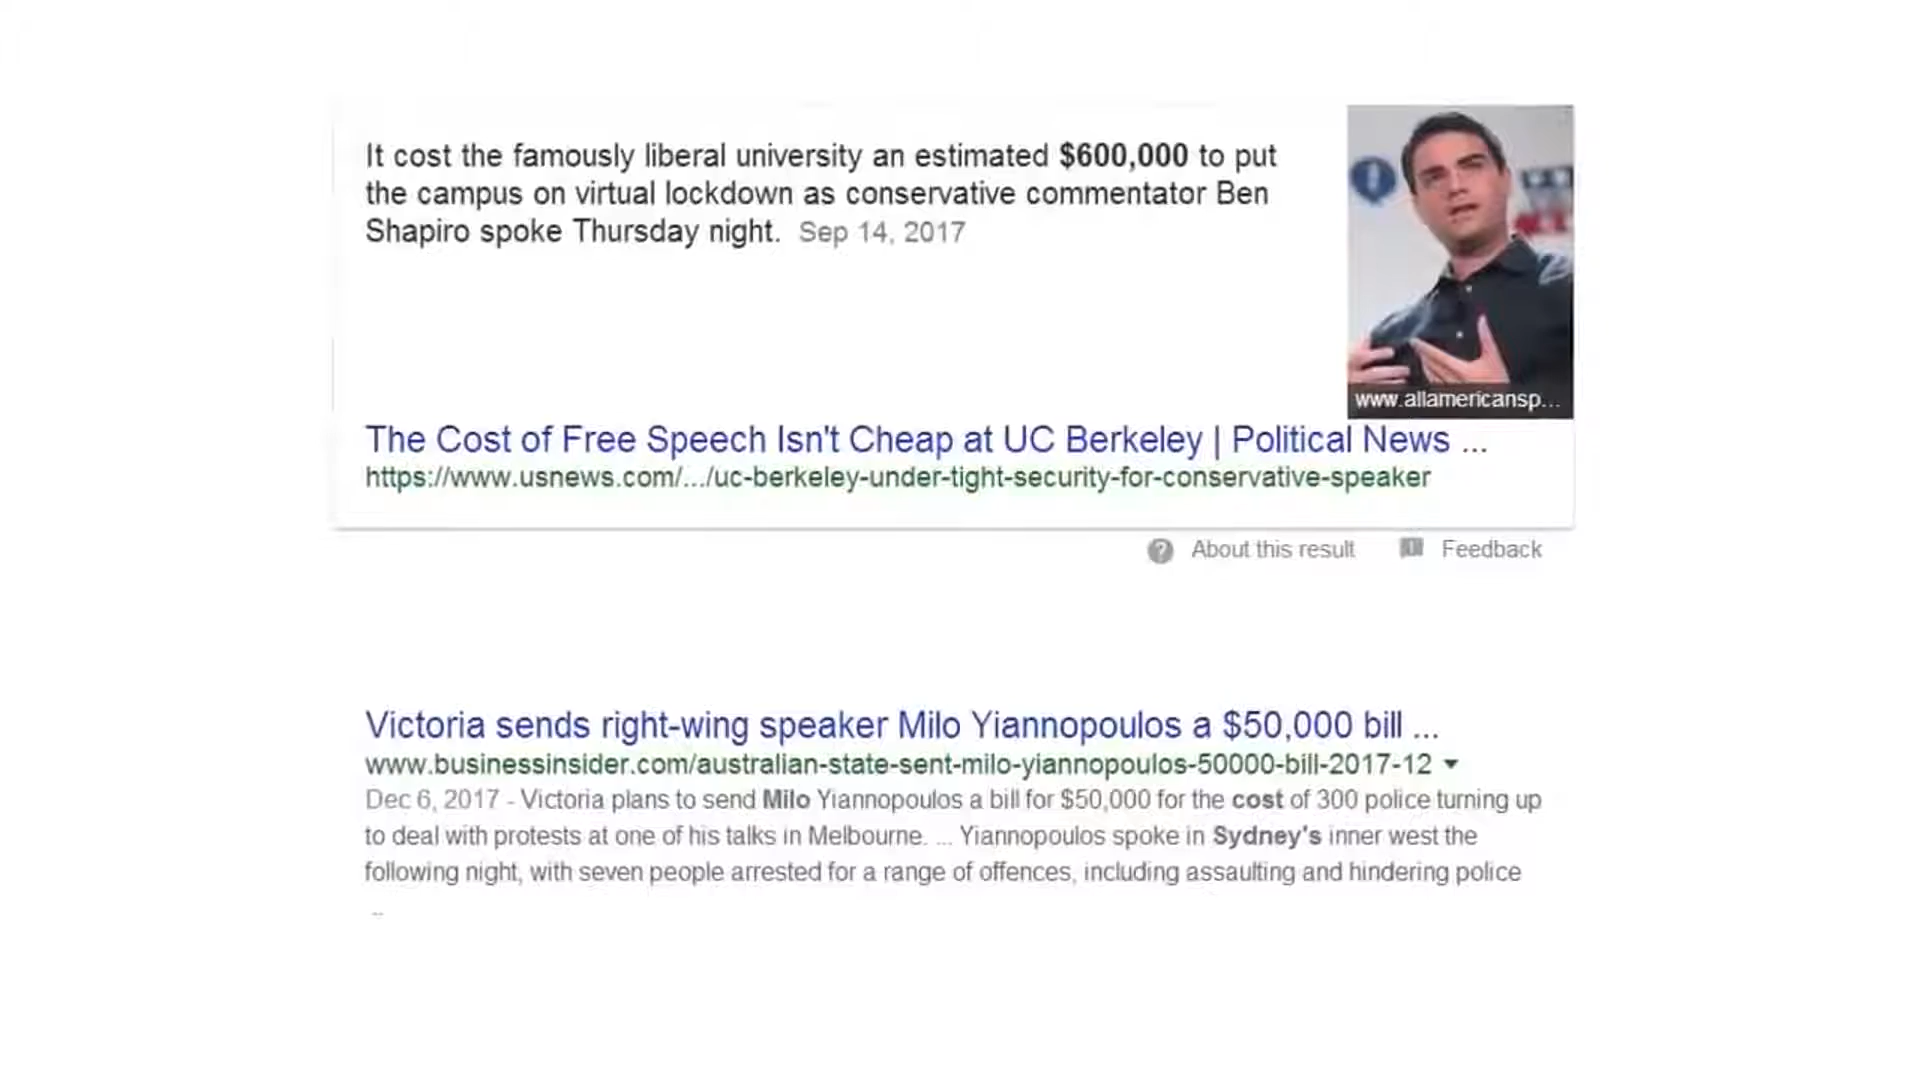 It cost the famously liberal university an estimated $600,000 to put
the campus on virtual lockdown as conservative commentator Ben
Shapiro spoke Thursday night. Sep 14, 2017
www.allamericansp...
The Cost of Free Speech Isn't Cheap at UC Berkeley | Political News ...
https://www.usnews.com/.../uc-berkeley-under-tight-security-for-conservative-speaker
About this result Feedback
Victoria sends right-wing speaker Milo Yiannopoulos a $50,000 bill ...
www.businessinsider.com/australian-state-sent-milo-yiannopoulos-50000-bill-2017-12
Dec 6, 2017 - Victoria plans to send Milo Yiannopoulos a bill for $50,000 for the cost of 300 police turning up
to deal with protests at one of his talks in Melbourne. ... Yiannopoulos spoke in Sydney's inner west the
following night, with seven people arrested for a range of offences, including assaulting and hindering police
...